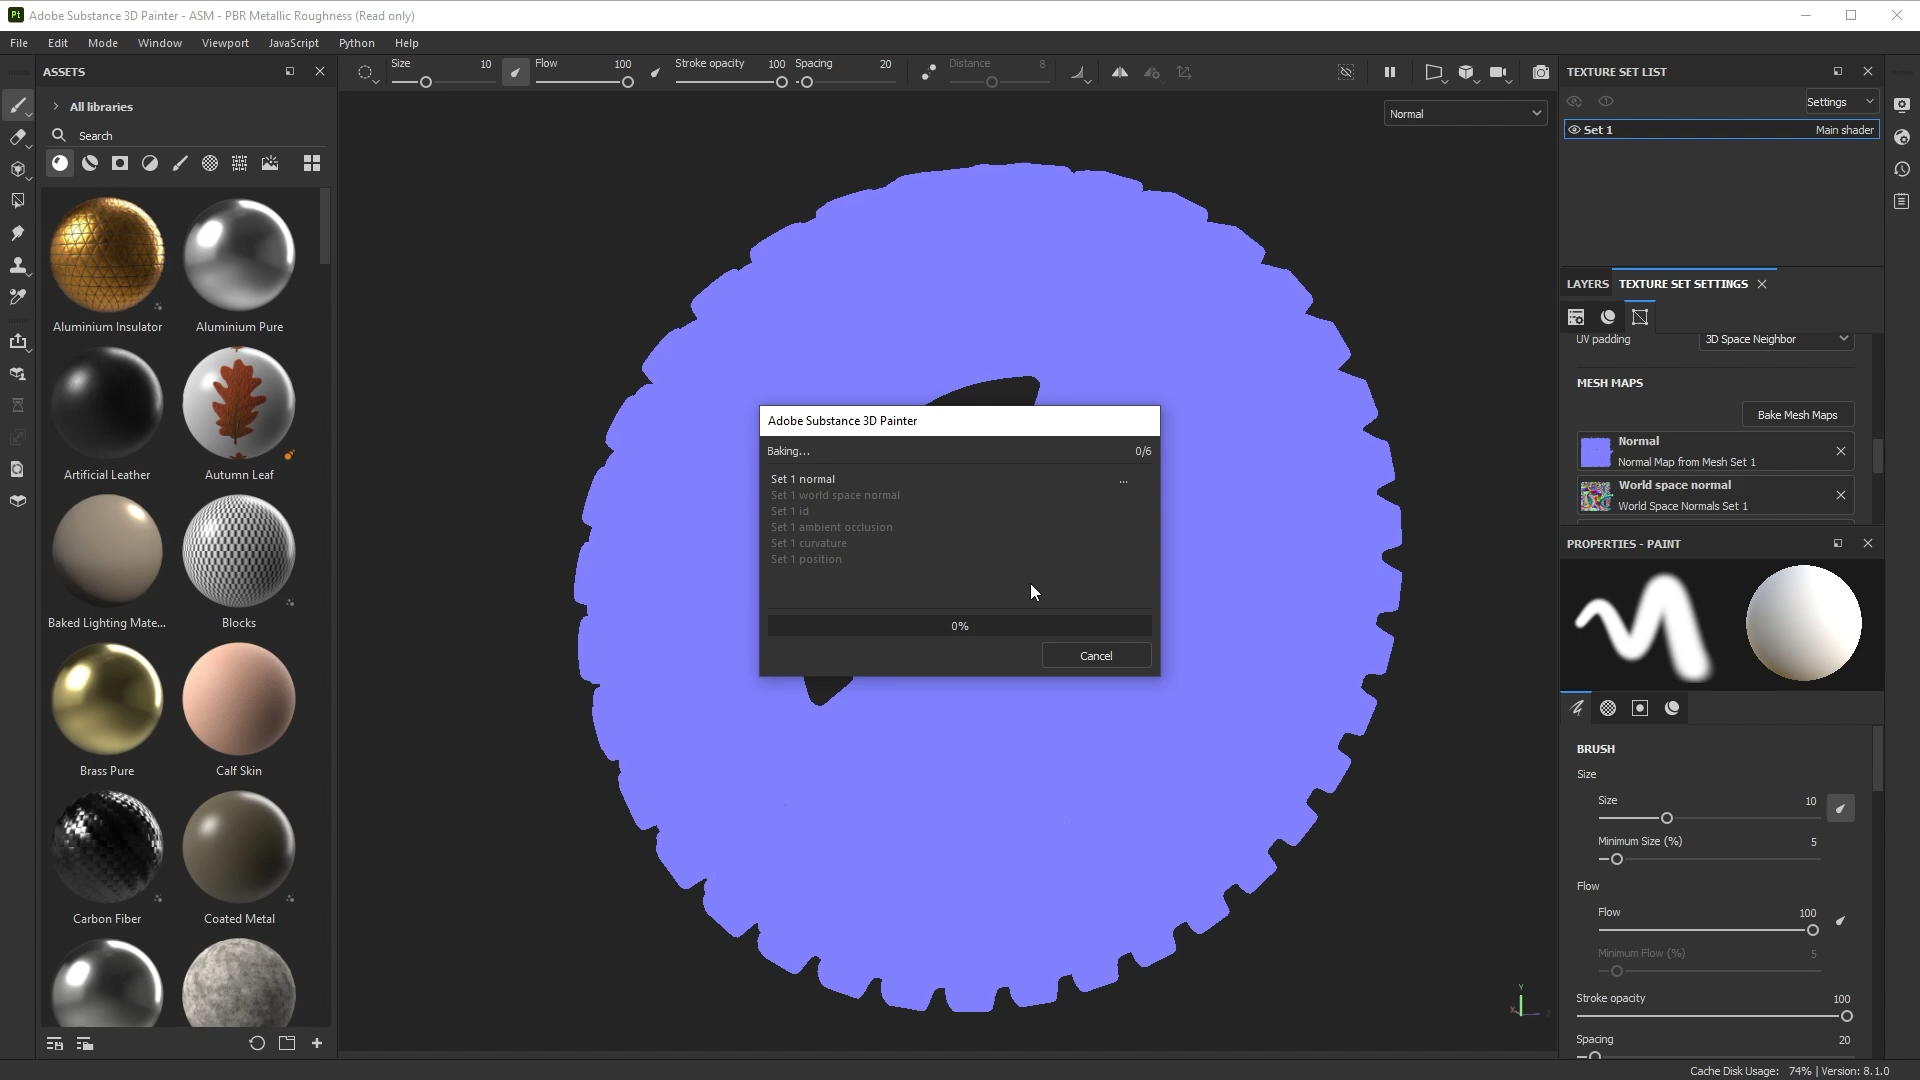 Pt Adobe Substance 3D Painter - ASM - PBR Metallic Roughness (Read only)
File Edit Mode Window Viewport JavaScript Python Help
ASSETS
Size 10 Flow 100 Stroke opacity 100 Spacing 20 Distance 8
All libraries
Search
Aluminium Insulator Aluminium Pure
Artificial Leather Autumn Leaf
Baked Lighting Mate... Blocks
Brass Pure Calf Skin
Carbon Fiber Coated Metal
Normal
Adobe Substance 3D Painter
Baking... 0/6
Set 1 normal ...
Set 1 world space normal
Set 1 id
Set 1 ambient occlusion
Set 1 curvature
Set 1 position
0%
Cancel
Y
TEXTURE SET LIST
Settings
Set 1 Main shader
LAYERS TEXTURE SET SETTINGS
UV padding 3D Space Neighbor
MESH MAPS
Bake Mesh Maps
Normal
Normal Map from Mesh Set 1
World space normal
World Space Normals Set 1
PROPERTIES - PAINT
BRUSH
Size
Size 10
Minimum Size (%) 5
Flow
Flow 100
Minimum Flow (%) 5
Stroke opacity 100
Spacing 20
Cache Disk Usage: 74% | Version: 8.1.0